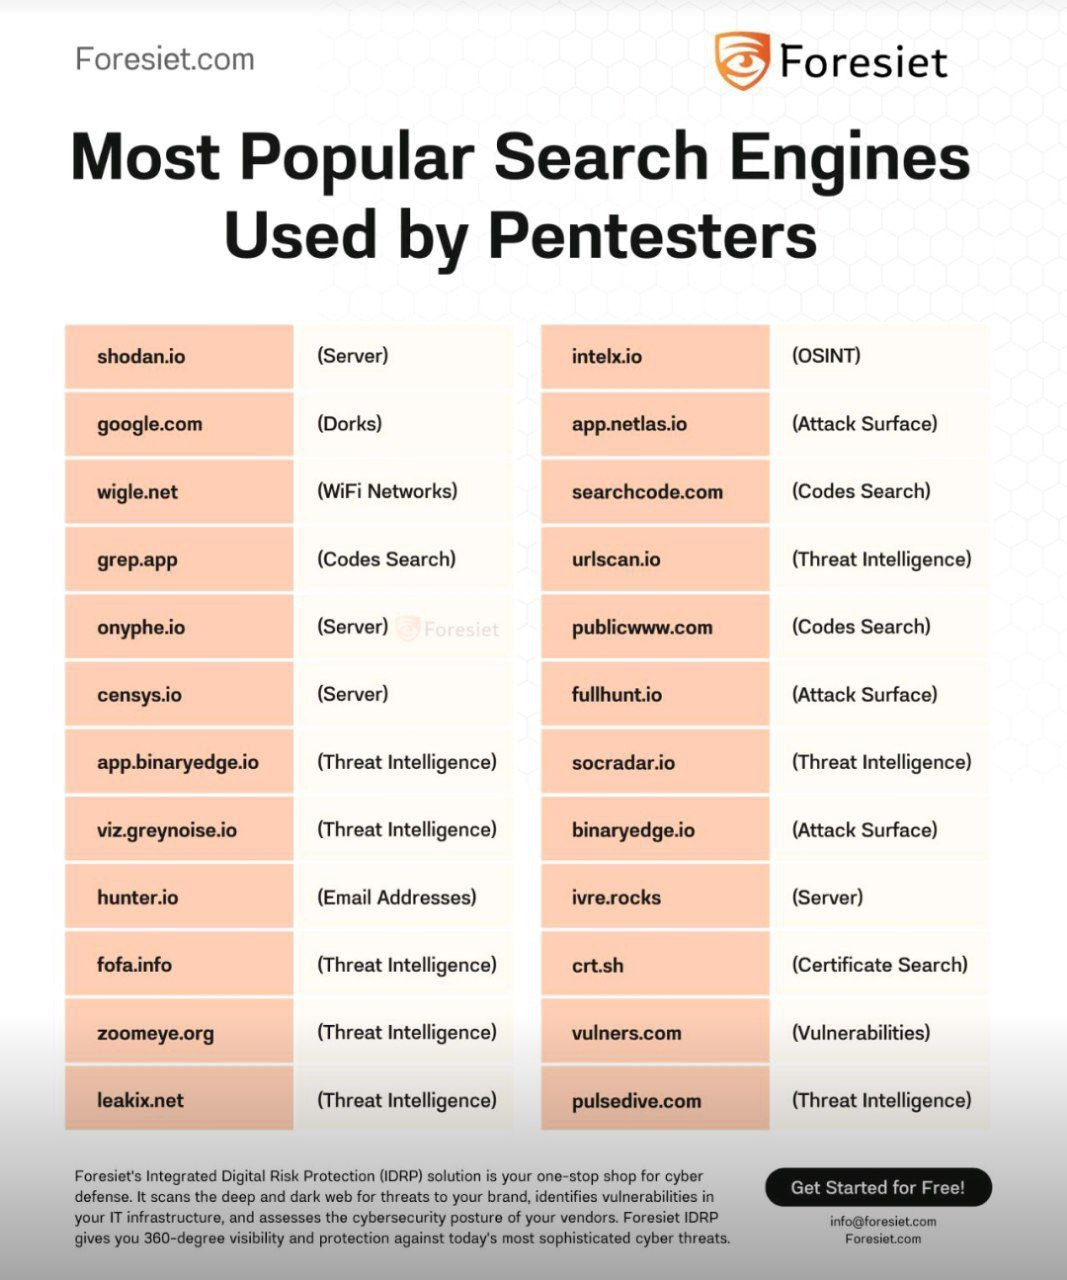 Foresiet.com
Foresiet
Most Popular Search Engines
Used by Pentesters
shodan.io (Server)
google.com (Dorks)
wigle.net (WiFi Networks)
grep.app (Codes Search)
onyphe.io (Server) Foresiet
censys.io (Server)
app.binaryedge.io (Threat Intelligence)
viz.greynoise.io (Threat Intelligence)
hunter.io (Email Addresses)
fofa.info (Threat Intelligence)
zoomeye.org (Threat Intelligence)
leakix.net (Threat Intelligence)
intelx.io (OSINT)
app.netlas.io (Attack Surface)
searchcode.com (Codes Search)
urlscan.io (Threat Intelligence)
publicwww.com (Codes Search)
fullhunt.io (Attack Surface)
socradar.io (Threat Intelligence)
binaryedge.io (Attack Surface)
ivre.rocks (Server)
crt.sh (Certificate Search)
vulners.com (Vulnerabilities)
pulsedive.com (Threat Intelligence)
Foresiet's Integrated Digital Risk Protection (IDRP) solution is your one-stop shop for cyber
defense. It scans the deep and dark web for threats to your brand, identifies vulnerabilities in
your IT infrastructure, and assesses the cybersecurity posture of your vendors. Foresiet IDRP
gives you 360-degree visibility and protection against today's most sophisticated cyber threats.
Get Started for Free!
info@foresiet.com
Foresiet.com